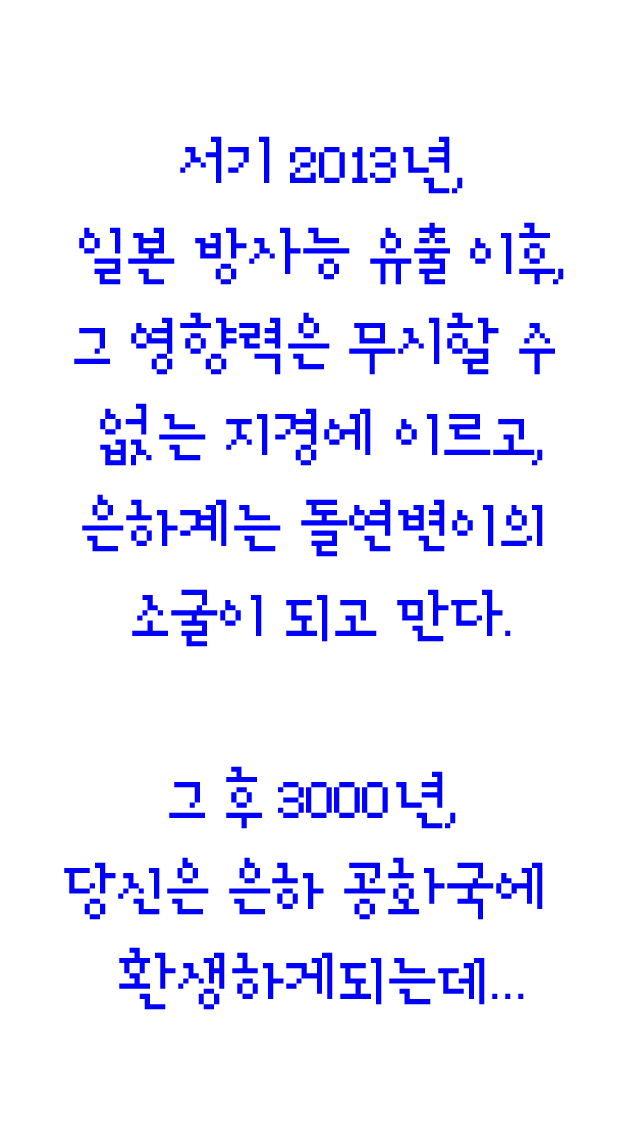 서기 2013년,
일본 방사능 유출 이후,
그 영향력은 무시할 수
없는 지경에 이르고,
은하계는 돌연변이의
소굴이 되고 만다.
그 후 3000년,
당신은 은하 공화국에
환생하게되는데...